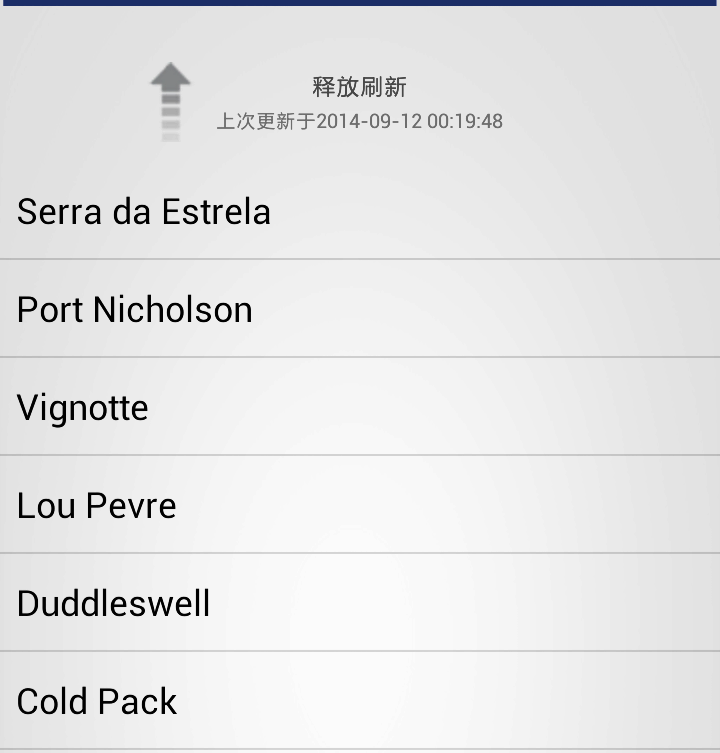 释放刷新
上次更新于2014-09-12 00:19:48
Serra da Estrela
Port Nicholson
Vignotte
Lou Pevre
Duddleswell
Cold Pack